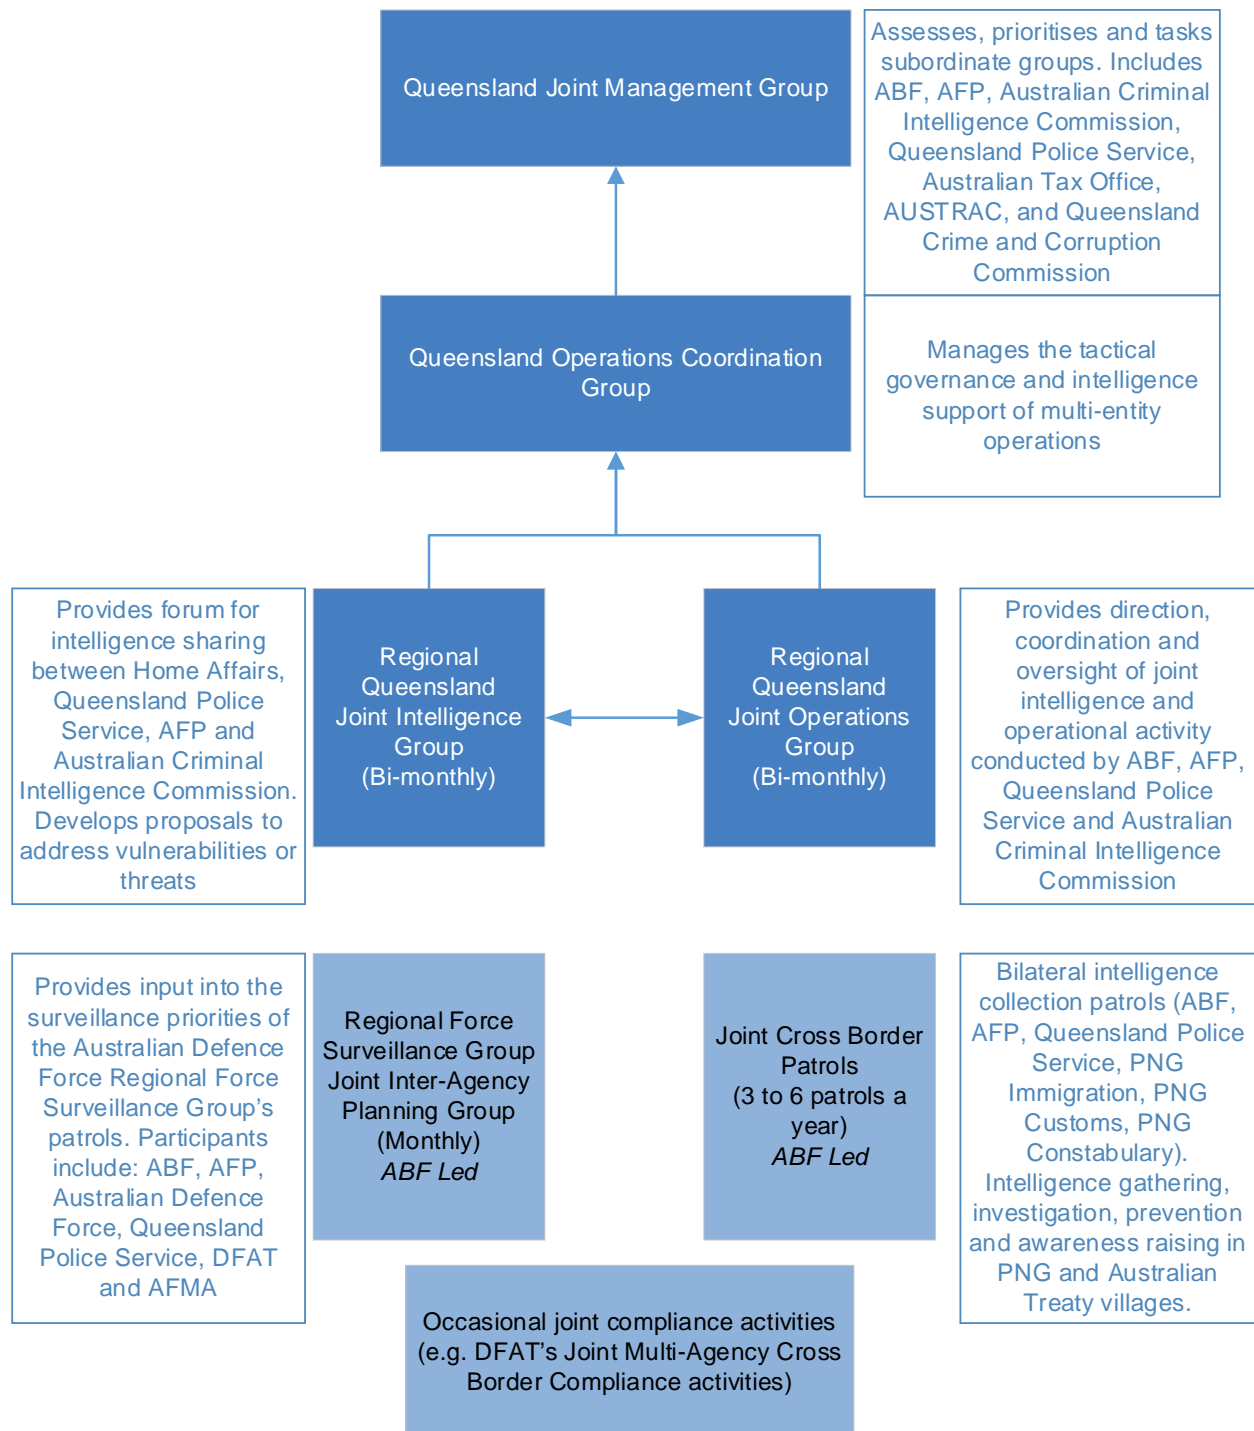 Queensland Joint Management Group
Assesses, prioritises and tasks
subordinate groups. Includes
ABF, AFP, Australian Criminal
Intelligence Commission,
Queensland Police Service,
Australian Tax Office,
AUSTRAC, and Queensland
Crime and Corruption
Commission
Queensland Operations Coordination
Group
Manages the tactical
governance and intelligence
support of multi-entity
operations
Provides forum for
intelligence sharing
between Home Affairs,
Queensland Police
Service, AFP and
Australian Criminal
Intelligence Commission.
Develops proposals to
address vulnerabilities or
threats
Regional
Queensland
Joint Intelligence
Group
(Bi-monthly)
Regional
Queensland
Joint Operations
Group
(Bi-monthly)
Provides direction,
coordination and
oversight of joint
intelligence and
operational activity
conducted by ABF, AFP,
Queensland Police
Service and Australian
Criminal Intelligence
Commission
Provides input into the
surveillance priorities of
the Australian Defence
Force Regional Force
Surveillance Group's
patrols. Participants
include: ABF, AFP,
Australian Defence
Force, Queensland
Police Service, DFAT
and AFMA
Regional Force
Surveillance Group
Joint Inter-Agency
Planning Group
(Monthly)
ABF Led
Joint Cross Border
Patrols
(3 to 6 patrols a
year)
ABF Led
Bilateral intelligence
collection patrols (ABF,
AFP, Queensland Police
Service, PNG
Immigration, PNG
Customs, PNG
Constabulary).
Intelligence gathering,
investigation, prevention
and awareness raising in
PNG and Australian
Treaty villages.
Occasional joint compliance activities
(e.g. DFAT's Joint Multi-Agency Cross
Border Compliance activities)